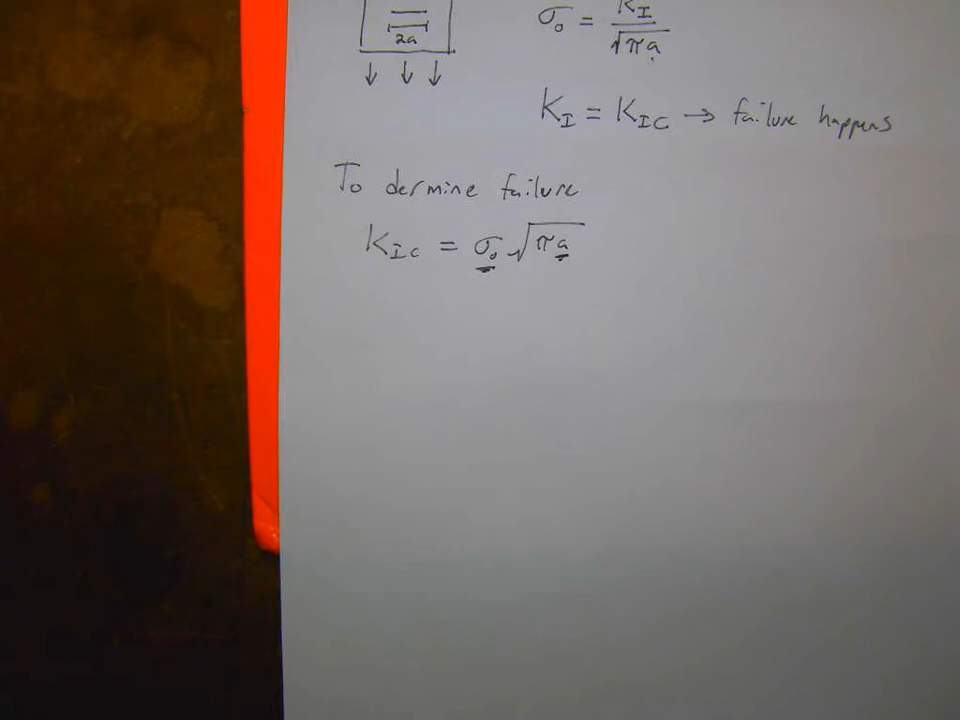 2a
σ₀ = K_I / √πa
K_I = K_IC → failure happens
To dermine failure
K_IC = σ₀ √πa